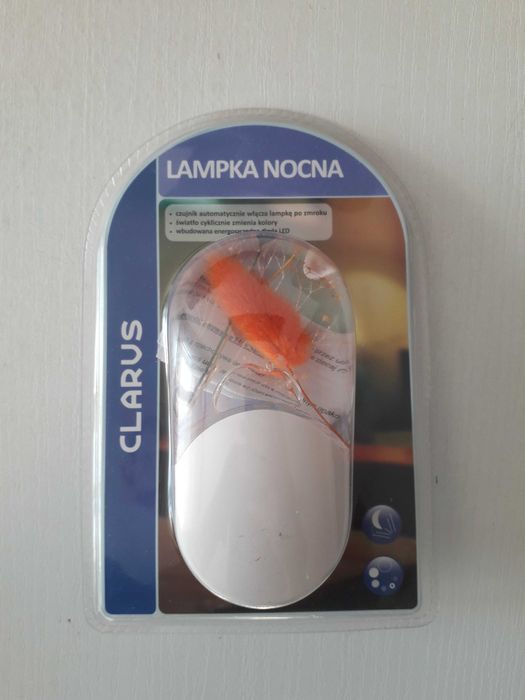 LAMPKA NOCNA
• czujnik automatycznie włącza lampkę po zmroku
• światło cyklicznie zmienia kolory
• wbudowana energooszczędna dioda LED
CLARUS